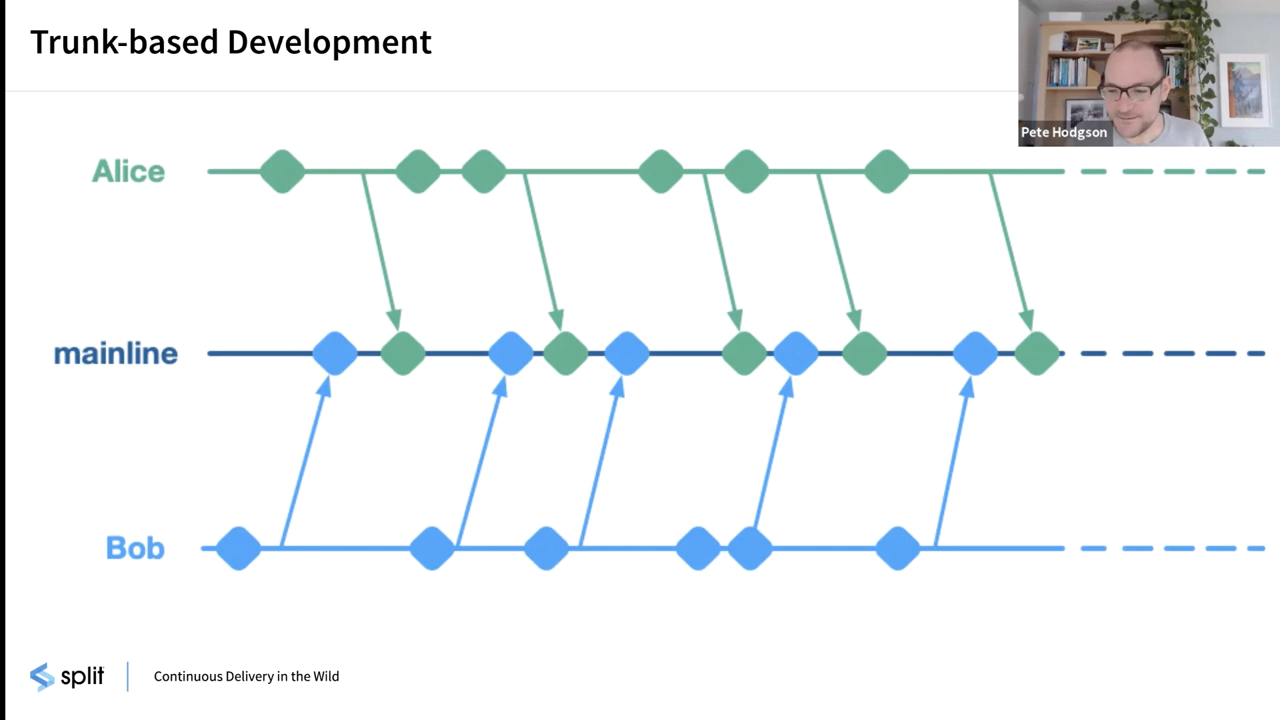 Trunk-based Development
Pete Hodgson
Alice
mainline
Bob
split
Continuous Delivery in the Wild